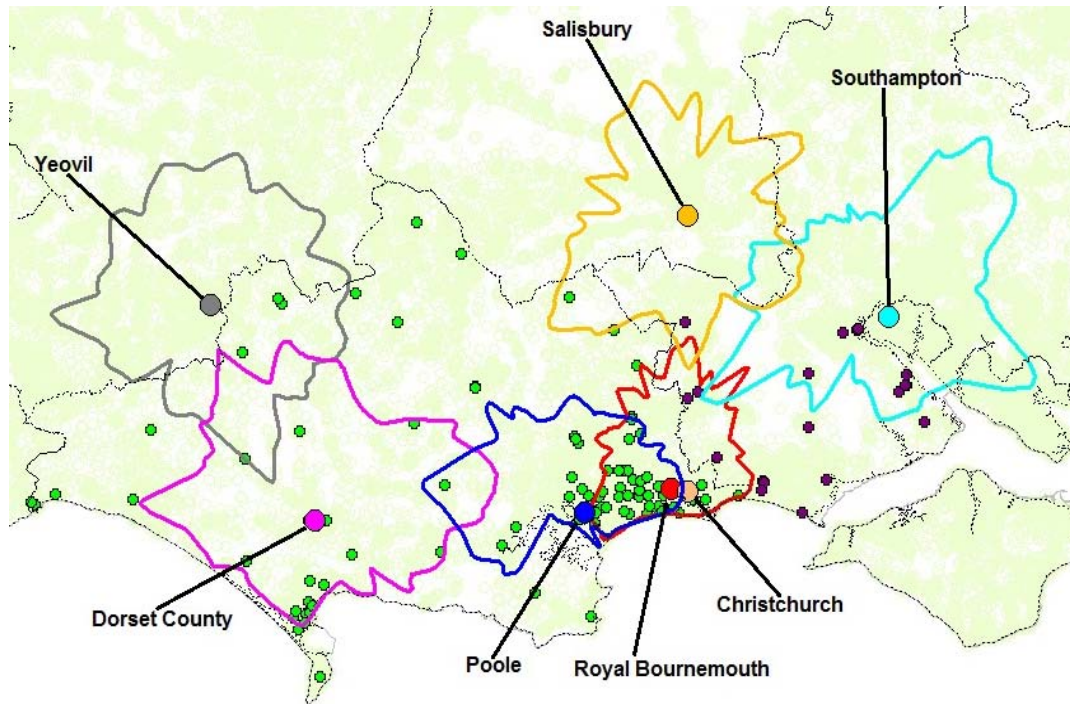 Salisbury
Southampton
Yeovil
Christchurch
Dorset County
Poole
Royal Bournemouth